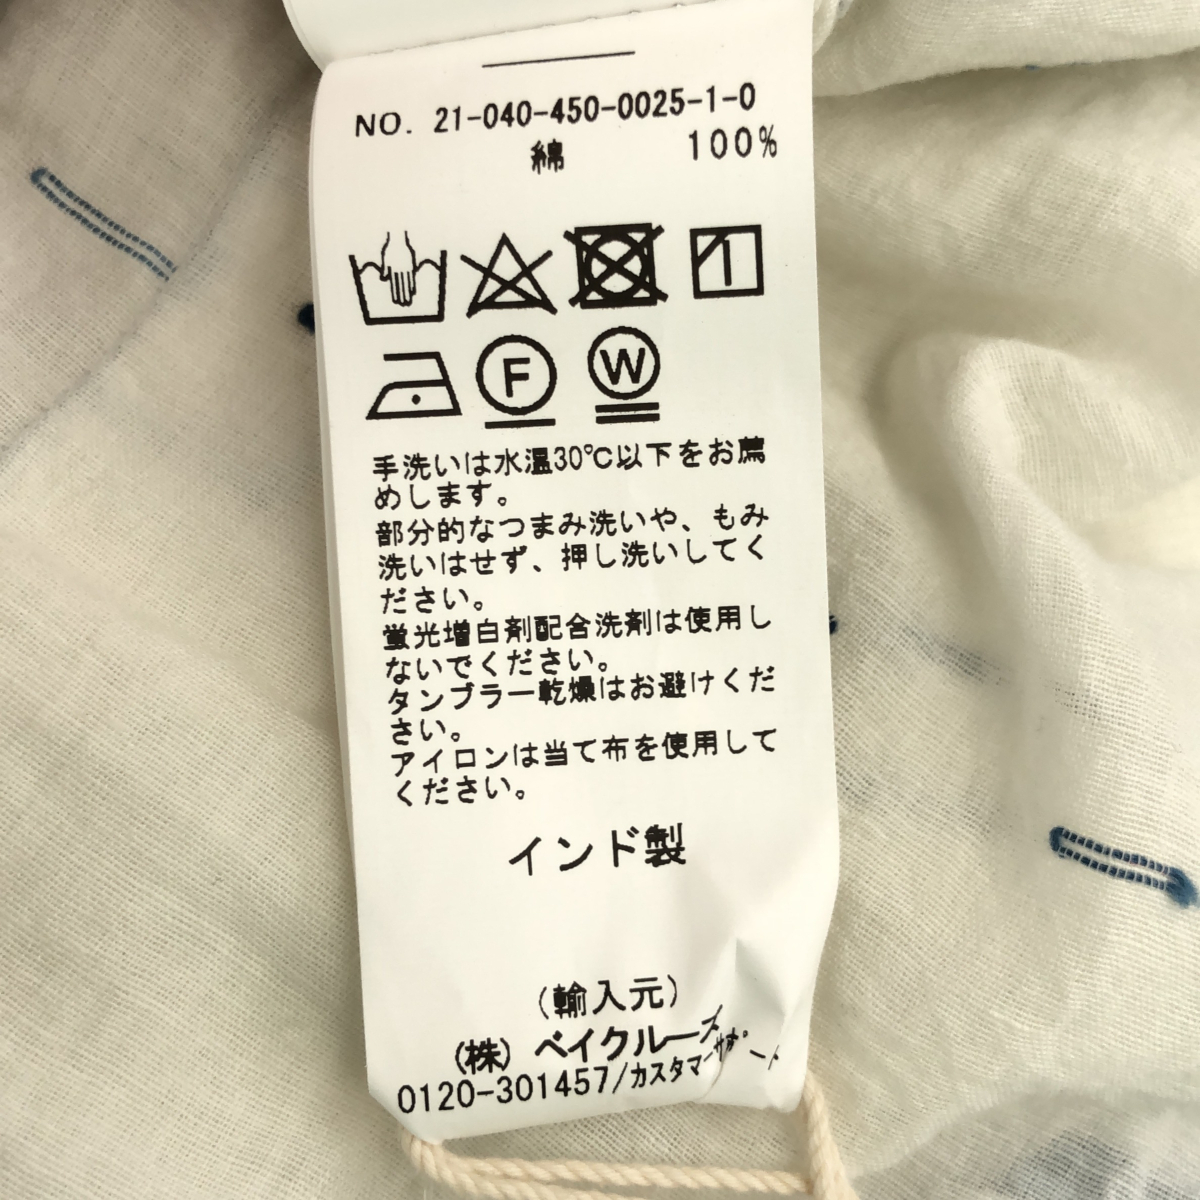 NO. 21-040-450-0025-1-0
綿 100%
F W
手洗いは水温30℃以下をお薦
めします。
部分的なつまみ洗いや、もみ
洗いはせず、押し洗いしてく
ださい。
蛍光増白剤配合洗剤は使用し
ないでください。
タンブラー乾燥はお避けくだ
さい。
アイロンは当て布を使用して
ください。
インド製
(輸入元)
(株) ベイクルーズ
0120-301457/カスタマーサポート